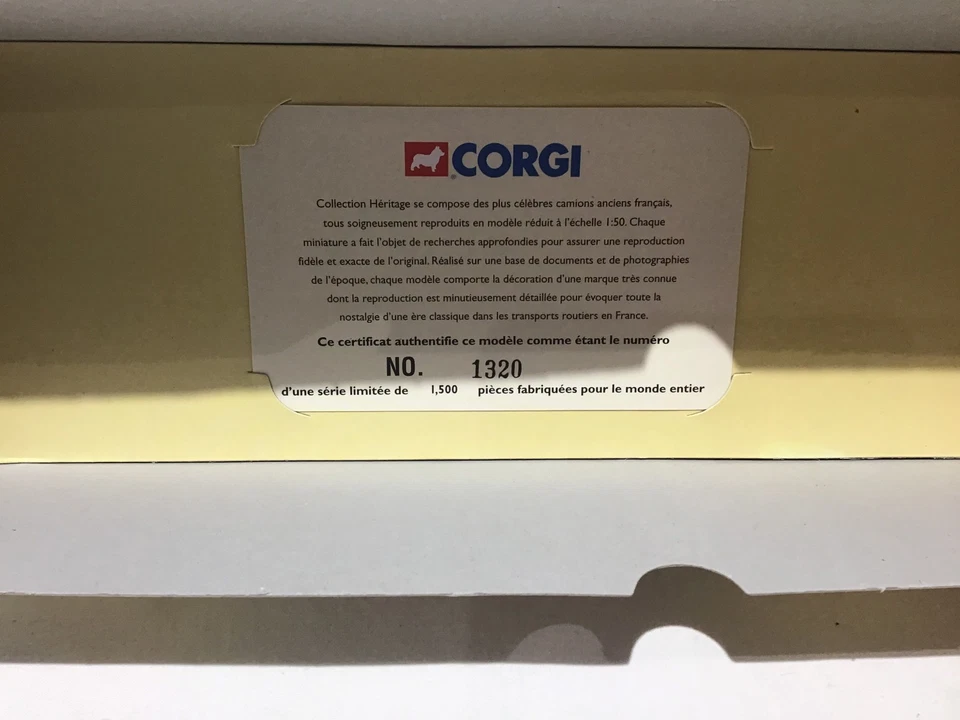 CORGI
Collection Héritage se compose des plus célèbres camions anciens français,
tous soigneusement reproduits en modèle réduit à l'échelle 1:50. Chaque
miniature a fait l'objet de recherches approfondies pour assurer une reproduction
fidèle et exacte de l'original. Réalisé sur une base de documents et de photographies
de l'époque, chaque modèle comporte la décoration d'une marque très connue
dont la reproduction est minutieusement détaillée pour évoquer toute la
nostalgie d'une ère classique dans les transports routiers en France.
Ce certificat authentifie ce modèle comme étant le numéro
NO. 1320
d'une série limitée de 1,500 pièces fabriquées pour le monde entier